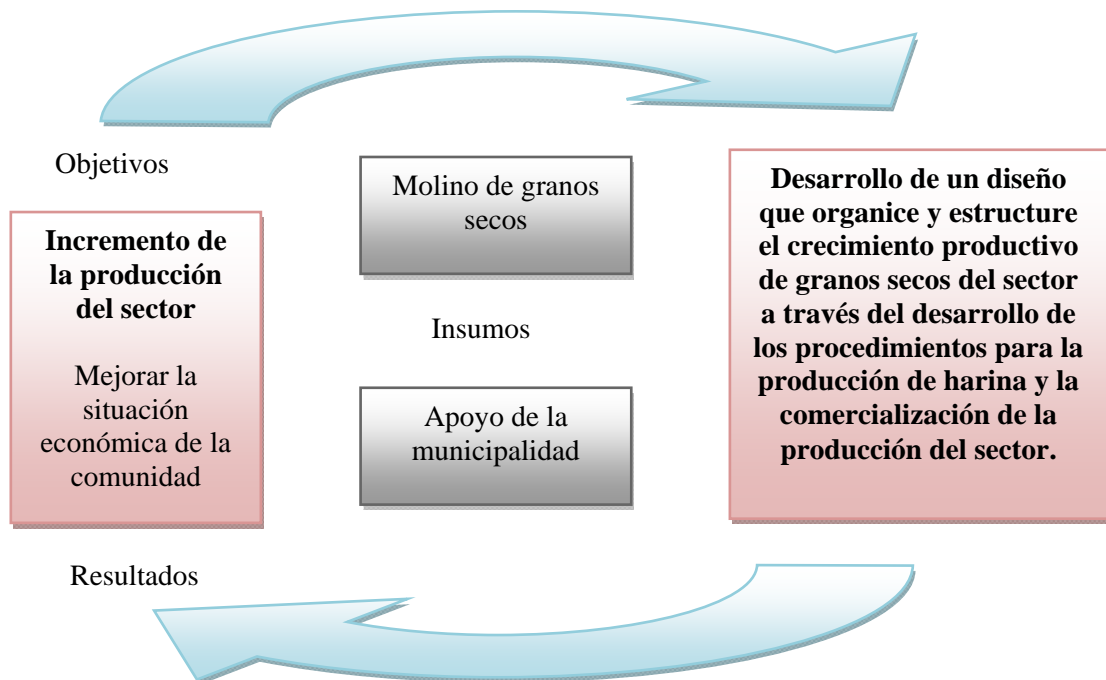 Objetivos
Incremento de
la producción
del sector
Mejorar la
situación
económica de la
comunidad
Resultados
Molino de granos
secos
Insumos
Apoyo de la
municipalidad
Desarrollo de un diseño
que organice y estructure
el crecimiento productivo
de granos secos del sector
a través del desarrollo de
los procedimientos para la
producción de harina y la
comercialización de la
producción del sector.